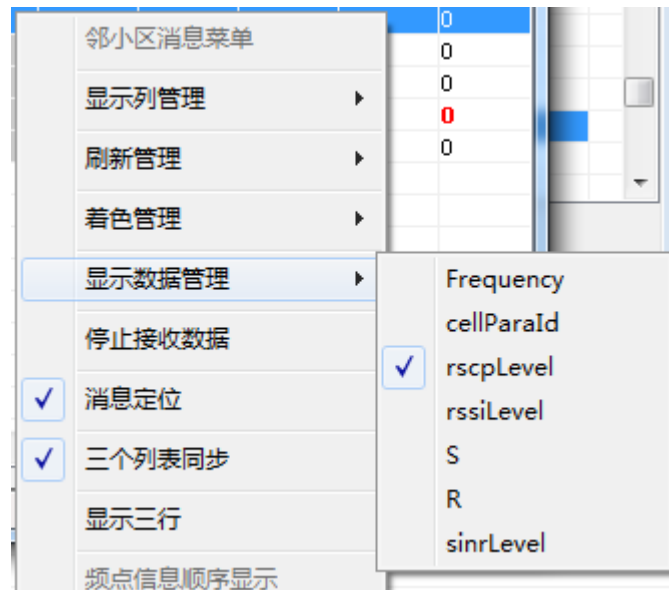 0
邻小区消息菜单
0
0
显示列管理
0
0
刷新管理
着色管理
显示数据管理
Frequency
cellParaId
停止接收数据
rscpLevel
消息定位
rssiLevel
三个列表同步
S
R
显示三行
sinrLevel
频点信息顺序显示